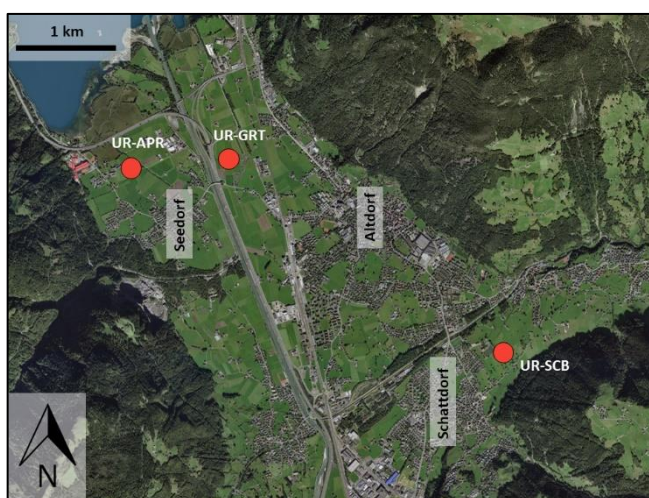 1 km
UR-APR
UR-GRT
Seedorf
Altdorf
Schattdorf
UR-SCB
N